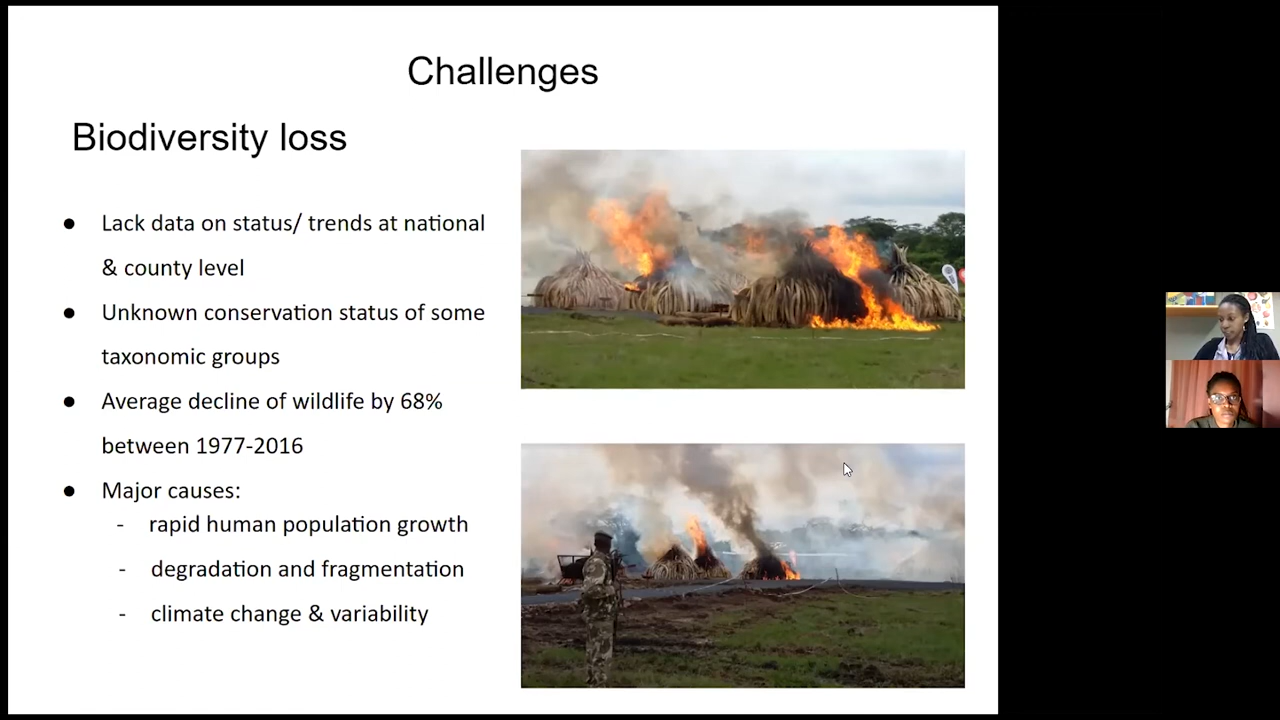 Challenges
Biodiversity loss
● Lack data on status/ trends at national
& county level
● Unknown conservation status of some
taxonomic groups
● Average decline of wildlife by 68%
between 1977-2016
● Major causes:
- rapid human population growth
- degradation and fragmentation
- climate change & variability